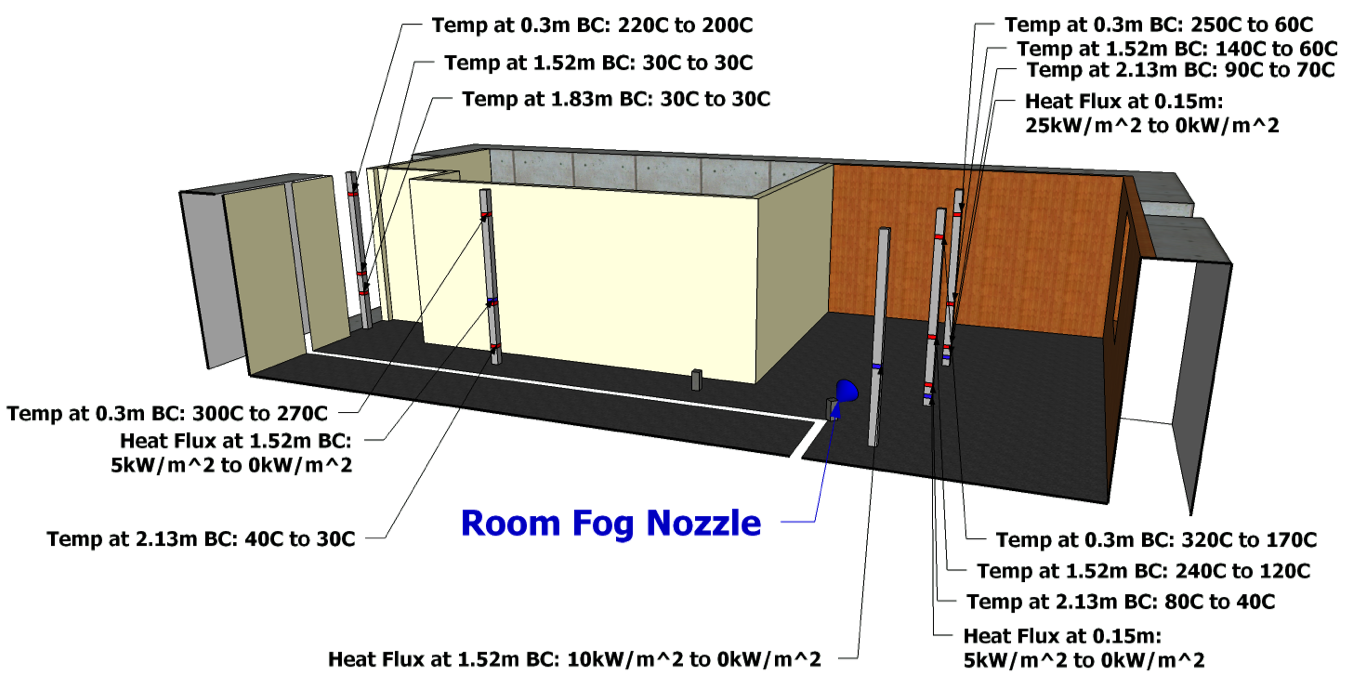 Temp at 0.3m BC: 220C to 200C
Temp at 1.52m BC: 30C to 30C
Temp at 1.83m BC: 30C to 30C
Temp at 0.3m BC: 250C to 60C
Temp at 1.52m BC: 140C to 60C
Temp at 2.13m BC: 90C to 70C
Heat Flux at 0.15m:
25kW/m^2 to 0kW/m^2
Temp at 0.3m BC: 300C to 270C
Heat Flux at 1.52m BC:
5kW/m^2 to 0kW/m^2
Temp at 2.13m BC: 40C to 30C
Room Fog Nozzle
Heat Flux at 1.52m BC: 10kW/m^2 to 0kW/m^2
Temp at 0.3m BC: 320C to 170C
Temp at 1.52m BC: 240C to 120C
Temp at 2.13m BC: 80C to 40C
Heat Flux at 0.15m:
5kW/m^2 to 0kW/m^2